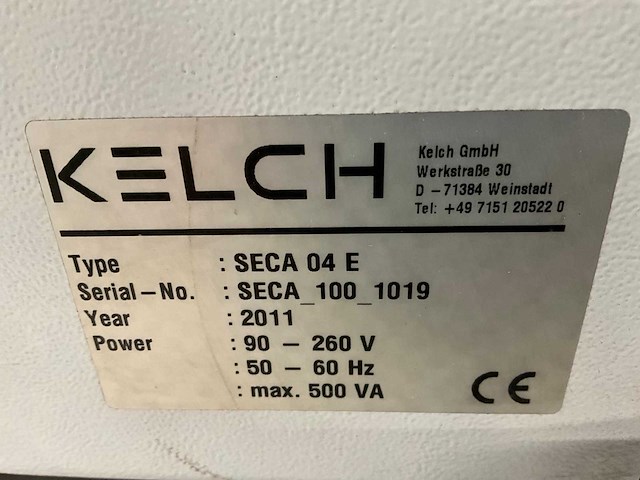 KELCH
Kelch GmbH
Werkstraße 30
D – 71384 Weinstadt
Tel: +49 7151 20522 0
Type : SECA 04 E
Serial – No. : SECA_100_1019
Year : 2011
Power : 90 – 260 V
: 50 – 60 Hz
: max. 500 VA
CE